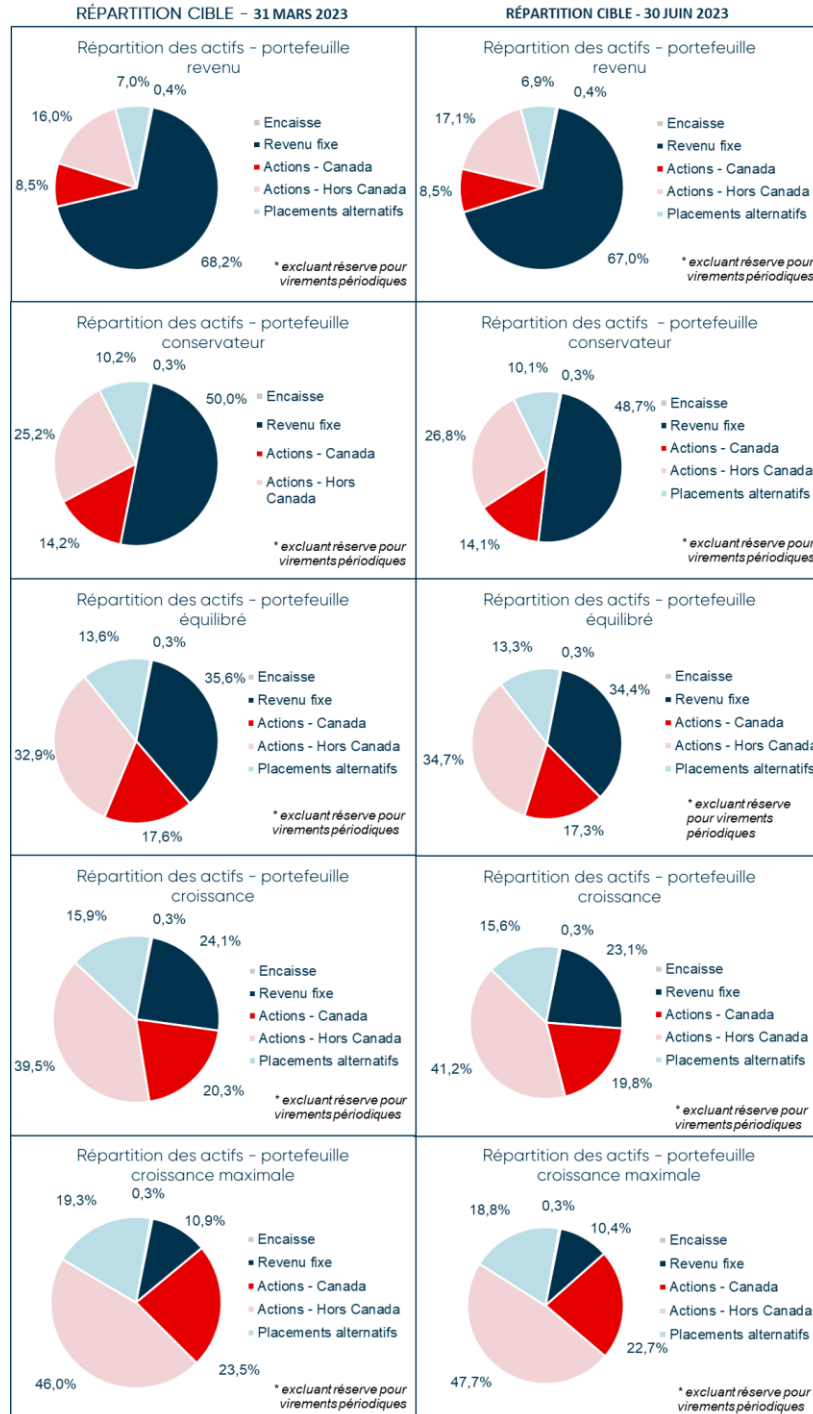 RÉPARTITION CIBLE – 31 MARS 2023
RÉPARTITION CIBLE - 30 JUIN 2023
Répartition des actifs – portefeuille
revenu
7,0%
0,4%
16,0%
8,5%
68,2%
Encaisse
Revenu fixe
Actions - Canada
Actions - Hors Canada
Placements alternatifs
* excluant réserve pour
virements périodiques
Répartition des actifs – portefeuille
revenu
6,9%
0,4%
17,1%
8,5%
67,0%
Encaisse
Revenu fixe
Actions - Canada
Actions - Hors Canada
Placements alternatifs
* excluant réserve pour
virements périodiques
Répartition des actifs – portefeuille
conservateur
10,2%
0,3%
50,0%
25,2%
14,2%
Encaisse
Revenu fixe
Actions - Canada
Actions - Hors
Canada
* excluant réserve pour
virements périodiques
Répartition des actifs – portefeuille
conservateur
10,1%
0,3%
48,7%
26,8%
14,1%
Encaisse
Revenu fixe
Actions - Canada
Actions - Hors Canada
Placements alternatifs
* excluant réserve pour
virements périodiques
Répartition des actifs – portefeuille
équilibré
13,6%
0,3%
35,6%
32,9%
17,6%
Encaisse
Revenu fixe
Actions - Canada
Actions - Hors Canada
Placements alternatifs
* excluant réserve pour
virements périodiques
Répartition des actifs – portefeuille
équilibré
13,3%
0,3%
34,4%
34,7%
17,3%
Encaisse
Revenu fixe
Actions - Canada
Actions - Hors Canada
Placements alternatifs
* excluant réserve
pour virements
périodiques
Répartition des actifs – portefeuille
croissance
15,9%
0,3%
24,1%
39,5%
20,3%
Encaisse
Revenu fixe
Actions - Canada
Actions - Hors Canada
Placements alternatifs
* excluant réserve pour
virements périodiques
Répartition des actifs – portefeuille
croissance
15,6%
0,3%
23,1%
41,2%
19,8%
Encaisse
Revenu fixe
Actions - Canada
Actions - Hors Canada
Placements alternatifs
* excluant réserve pour
virements périodiques
Répartition des actifs – portefeuille
croissance maximale
19,3%
0,3%
10,9%
46,0%
23,5%
Encaisse
Revenu fixe
Actions - Canada
Actions - Hors Canada
Placements alternatifs
* excluant réserve pour
virements périodiques
Répartition des actifs – portefeuille
croissance maximale
18,8%
0,3%
10,4%
47,7%
22,7%
Encaisse
Revenu fixe
Actions - Canada
Actions - Hors Canada
Placements alternatifs
* excluant réserve pour
virements périodiques